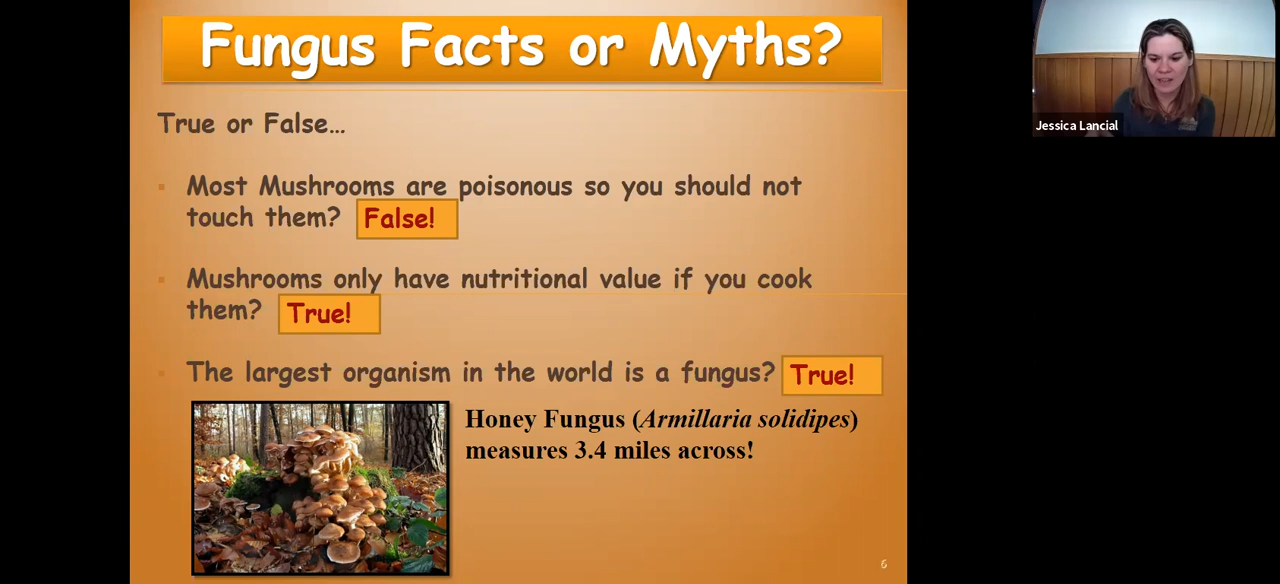 Fungus Facts or Myths?
True or False…
Most Mushrooms are poisonous so you should not
touch them? False!
Mushrooms only have nutritional value if you cook
them? True!
The largest organism in the world is a fungus? True!
Honey Fungus (Armillaria solidipes)
measures 3.4 miles across!
6
Jessica Lancial